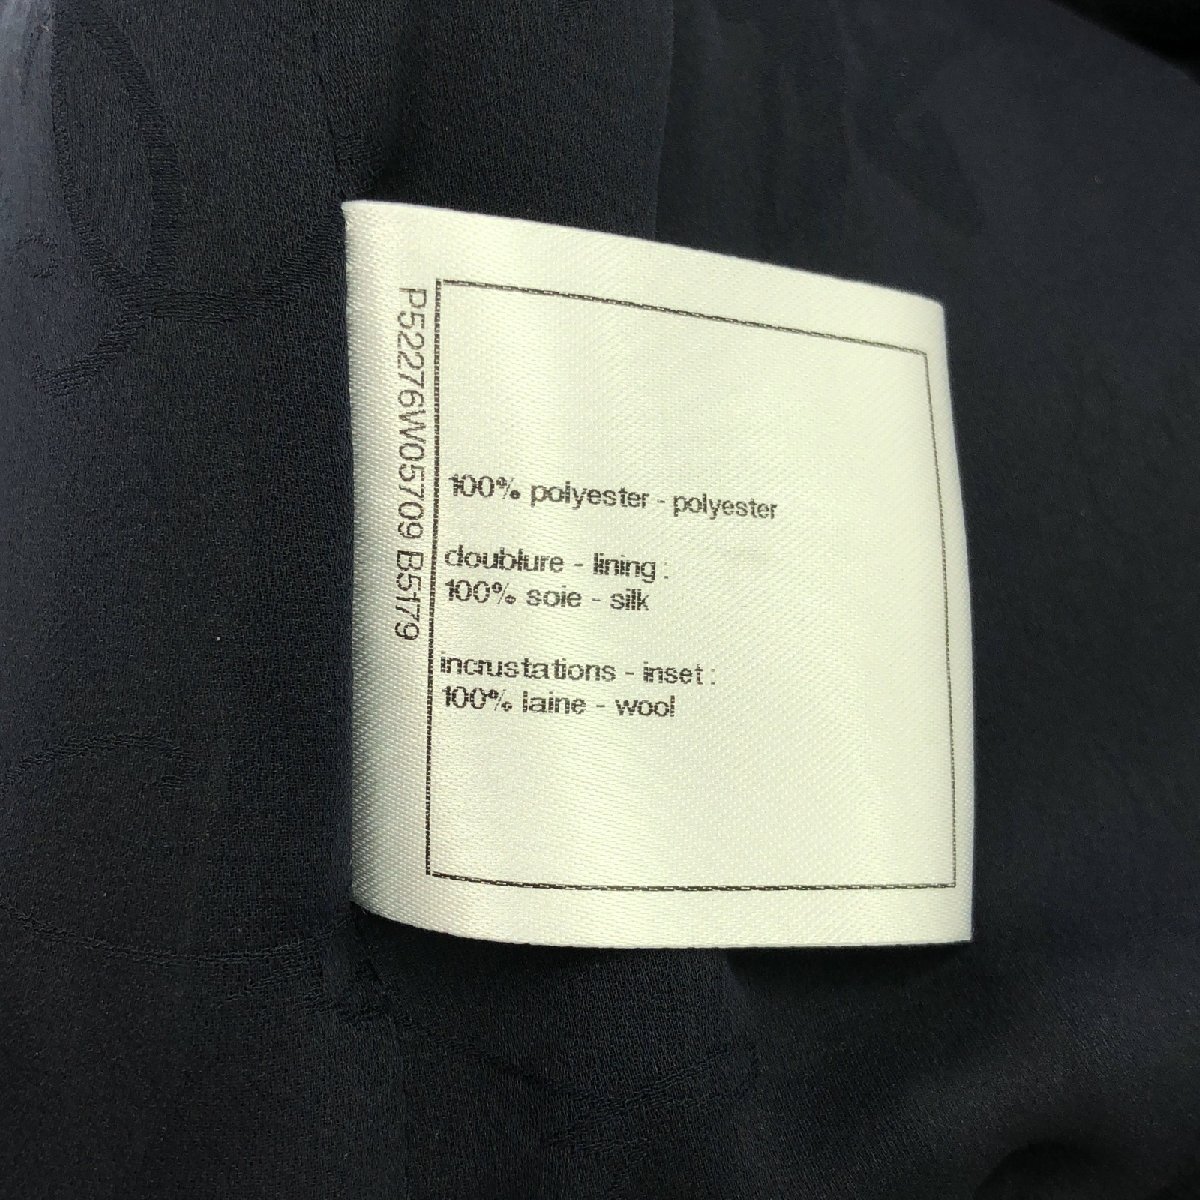 P52276W05709 B5179
100% polyester - polyester
doublure - lining :
100% soie - silk
incrustations - inset :
100% laine - wool